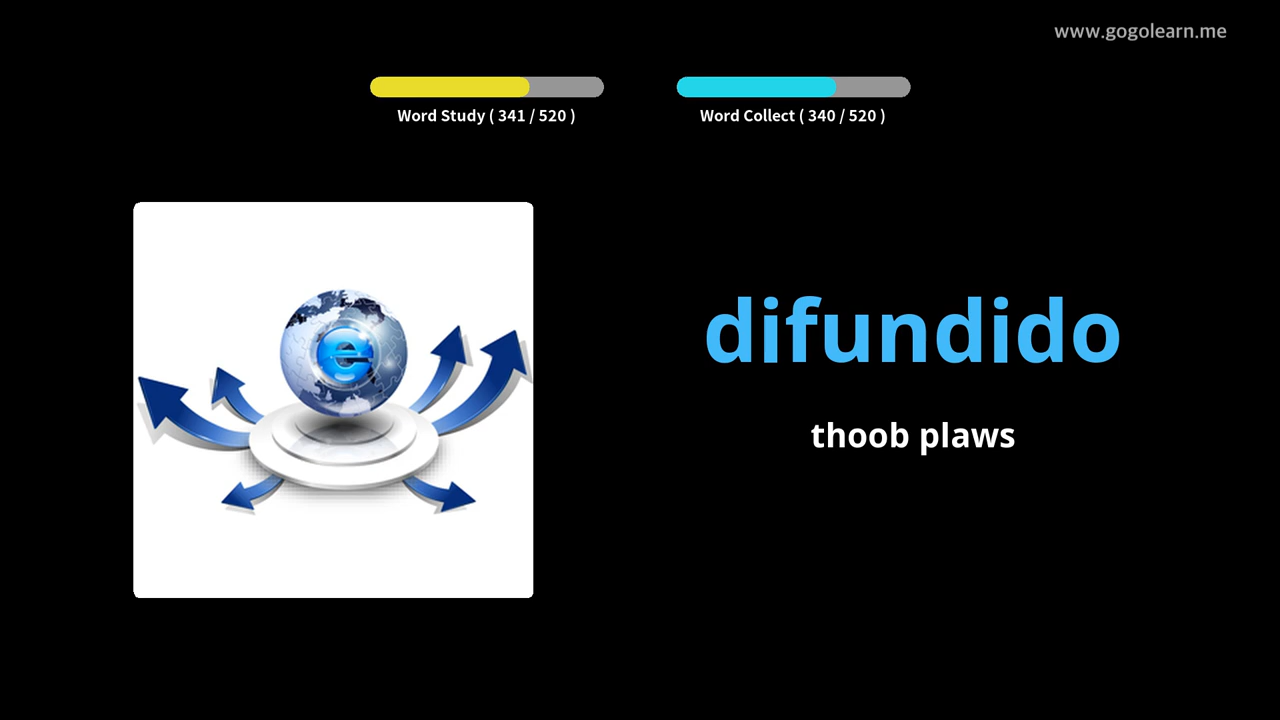 www.gogolearn.me
Word Study ( 341 / 520 )
Word Collect ( 340 / 520 )
e
difundido
thoob plaws